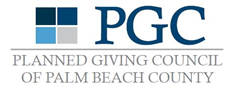 PGC
PLANNED GIVING COUNCIL
OF PALM BEACH COUNTY